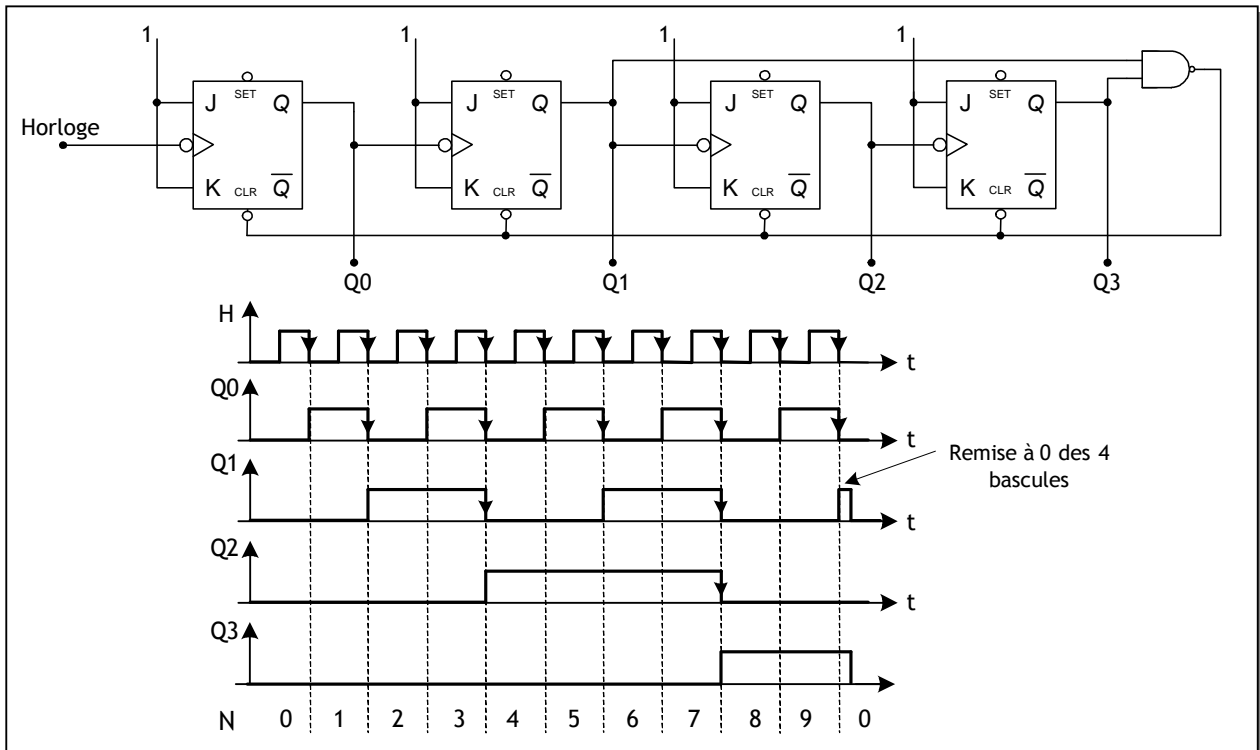 1 1 1 1
J SET Q J SET Q J SET Q J SET Q
Horloge
K CLR Q K CLR Q K CLR Q K CLR Q
Q0 Q1 Q2 Q3
H
t
Q0
t
Remise à 0 des 4
bascules
Q1
t
Q2
t
Q3
N 0 1 2 3 4 5 6 7 8 9 0